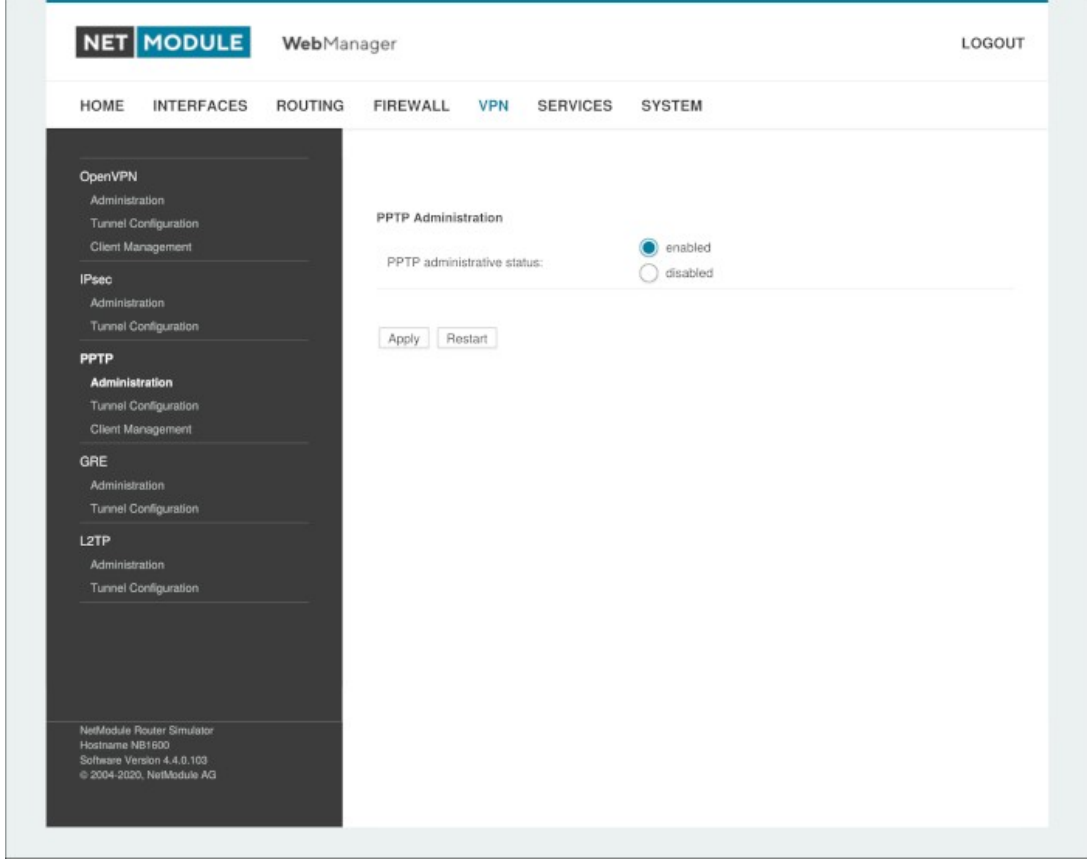 NET MODULE WebManager LOGOUT
HOME INTERFACES ROUTING FIREWALL VPN SERVICES SYSTEM
OpenVPN
Administration
Tunnel Configuration
Client Management
IPsec
Administration
Tunnel Configuration
PPTP
Administration
Tunnel Configuration
Client Management
GRE
Administration
Tunnel Configuration
L2TP
Administration
Tunnel Configuration
NetModule Router Simulator
Hostname NB1600
Software Version 4.4.0.103
© 2004-2020, NetModule AG
PPTP Administration
PPTP administrative status:
enabled
disabled
Apply Restart